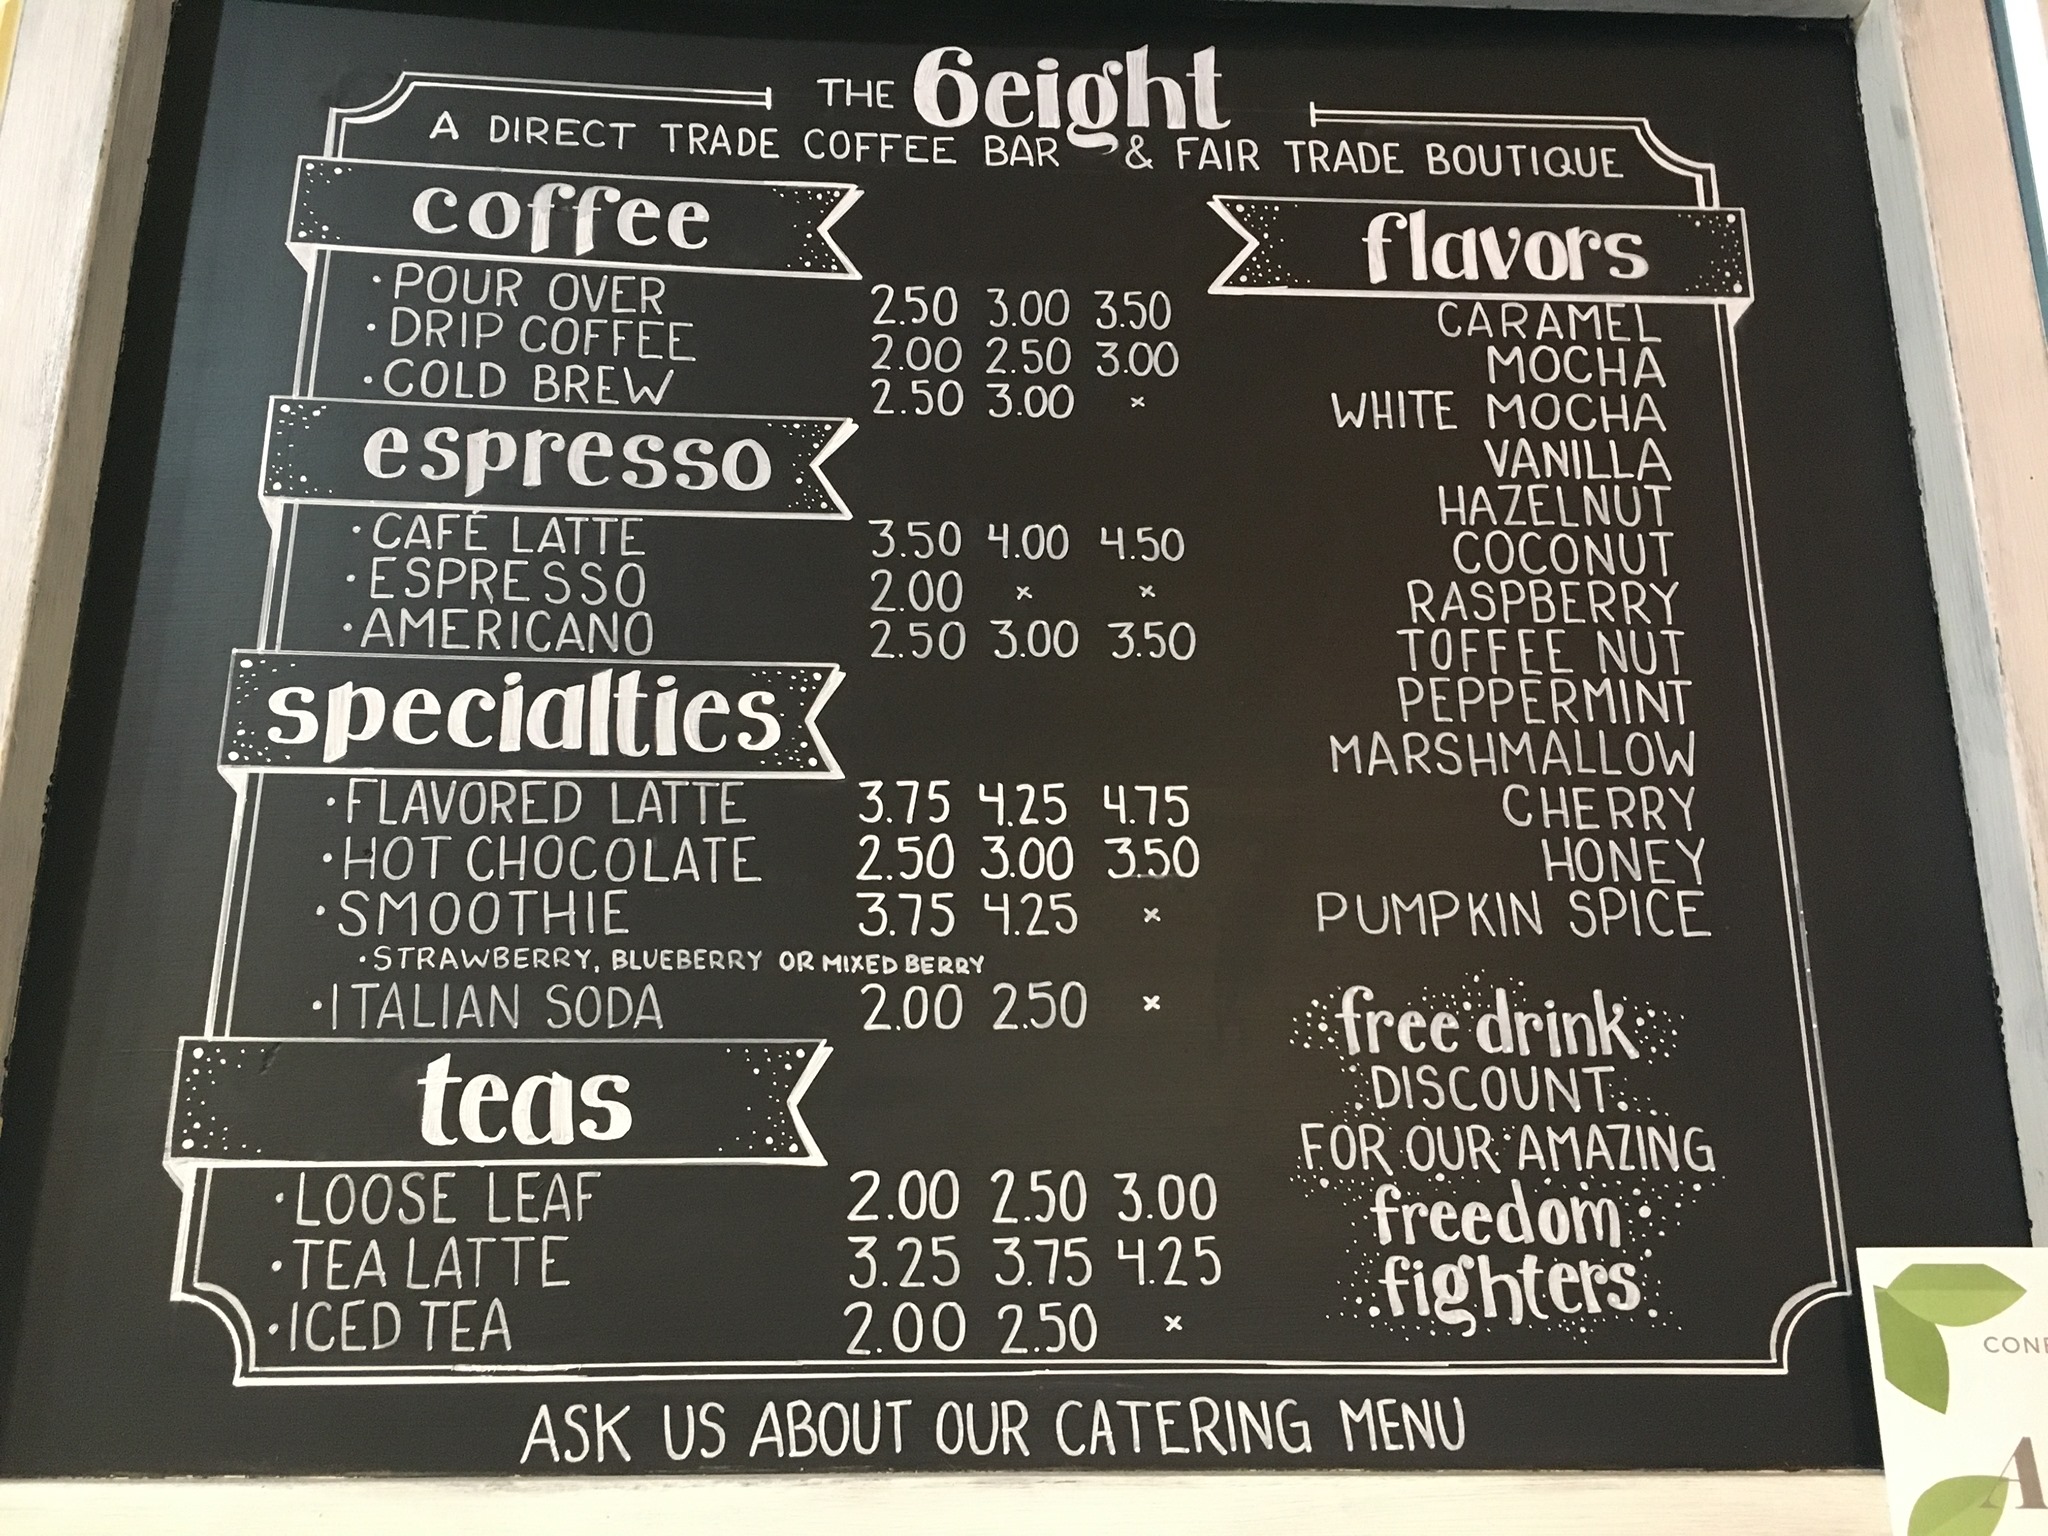 THE 6eight
A DIRECT TRADE COFFEE BAR & FAIR TRADE BOUTIQUE
coffee
· POUR OVER 2.50 3.00 3.50
· DRIP COFFEE 2.00 2.50 3.00
· COLD BREW 2.50 3.00 ×
espresso
· CAFÉ LATTE 3.50 4.00 4.50
· ESPRESSO 2.00 × ×
· AMERICANO 2.50 3.00 3.50
specialties
· FLAVORED LATTE 3.75 4.25 4.75
· HOT CHOCOLATE 2.50 3.00 3.50
· SMOOTHIE 3.75 4.25 ×
· STRAWBERRY, BLUEBERRY OR MIXED BERRY
· ITALIAN SODA 2.00 2.50 ×
teas
· LOOSE LEAF 2.00 2.50 3.00
· TEA LATTE 3.25 3.75 4.25
· ICED TEA 2.00 2.50 ×
flavors
CARAMEL
MOCHA
WHITE MOCHA
VANILLA
HAZELNUT
COCONUT
RASPBERRY
TOFFEE NUT
PEPPERMINT
MARSHMALLOW
CHERRY
HONEY
PUMPKIN SPICE
free drink
DISCOUNT
FOR OUR AMAZING
freedom
fighters
ASK US ABOUT OUR CATERING MENU